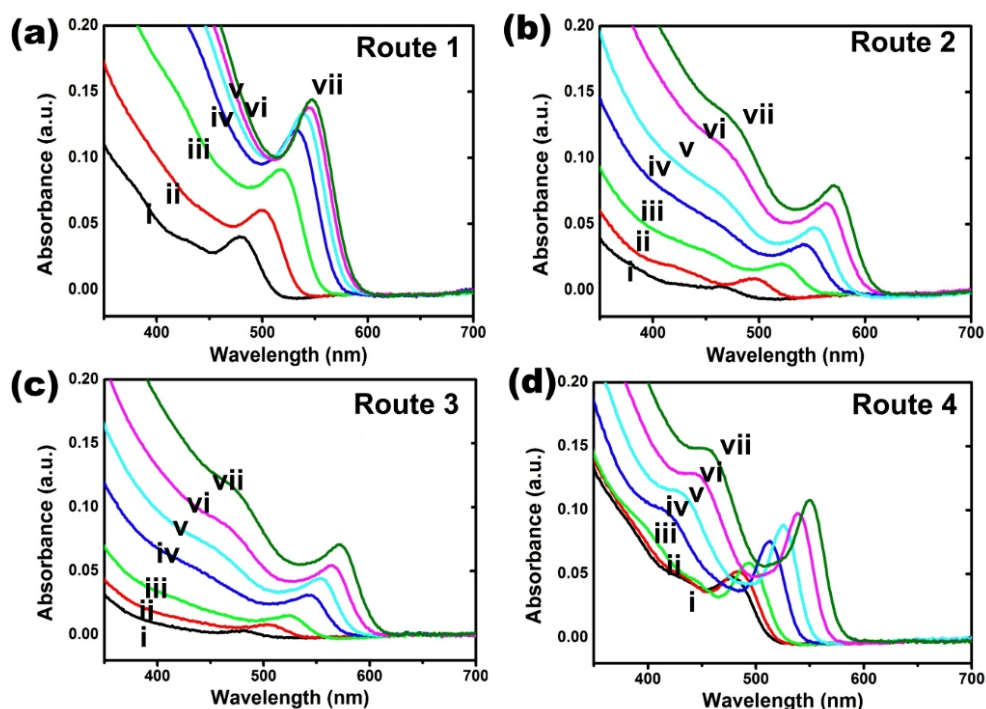 (a)
Route 1
0.20
0.15
0.10
0.05
0.00
Absorbance (a.u.)
i
ii
iii
iv
v
vi
vii
400 500 600 700
Wavelength (nm)
(b)
Route 2
0.20
0.15
0.10
0.05
0.00
Absorbance (a.u.)
i
ii
iii
iv
v
vi
vii
400 500 600 700
Wavelength (nm)
(c)
Route 3
0.20
0.15
0.10
0.05
0.00
Absorbance (a.u.)
i
ii
iii
iv
v
vi
vii
400 500 600 700
Wavelength (nm)
(d)
Route 4
0.20
0.15
0.10
0.05
0.00
Absorbance (a.u.)
i
ii
iii
iv
v
vi
vii
400 500 600 700
Wavelength (nm)